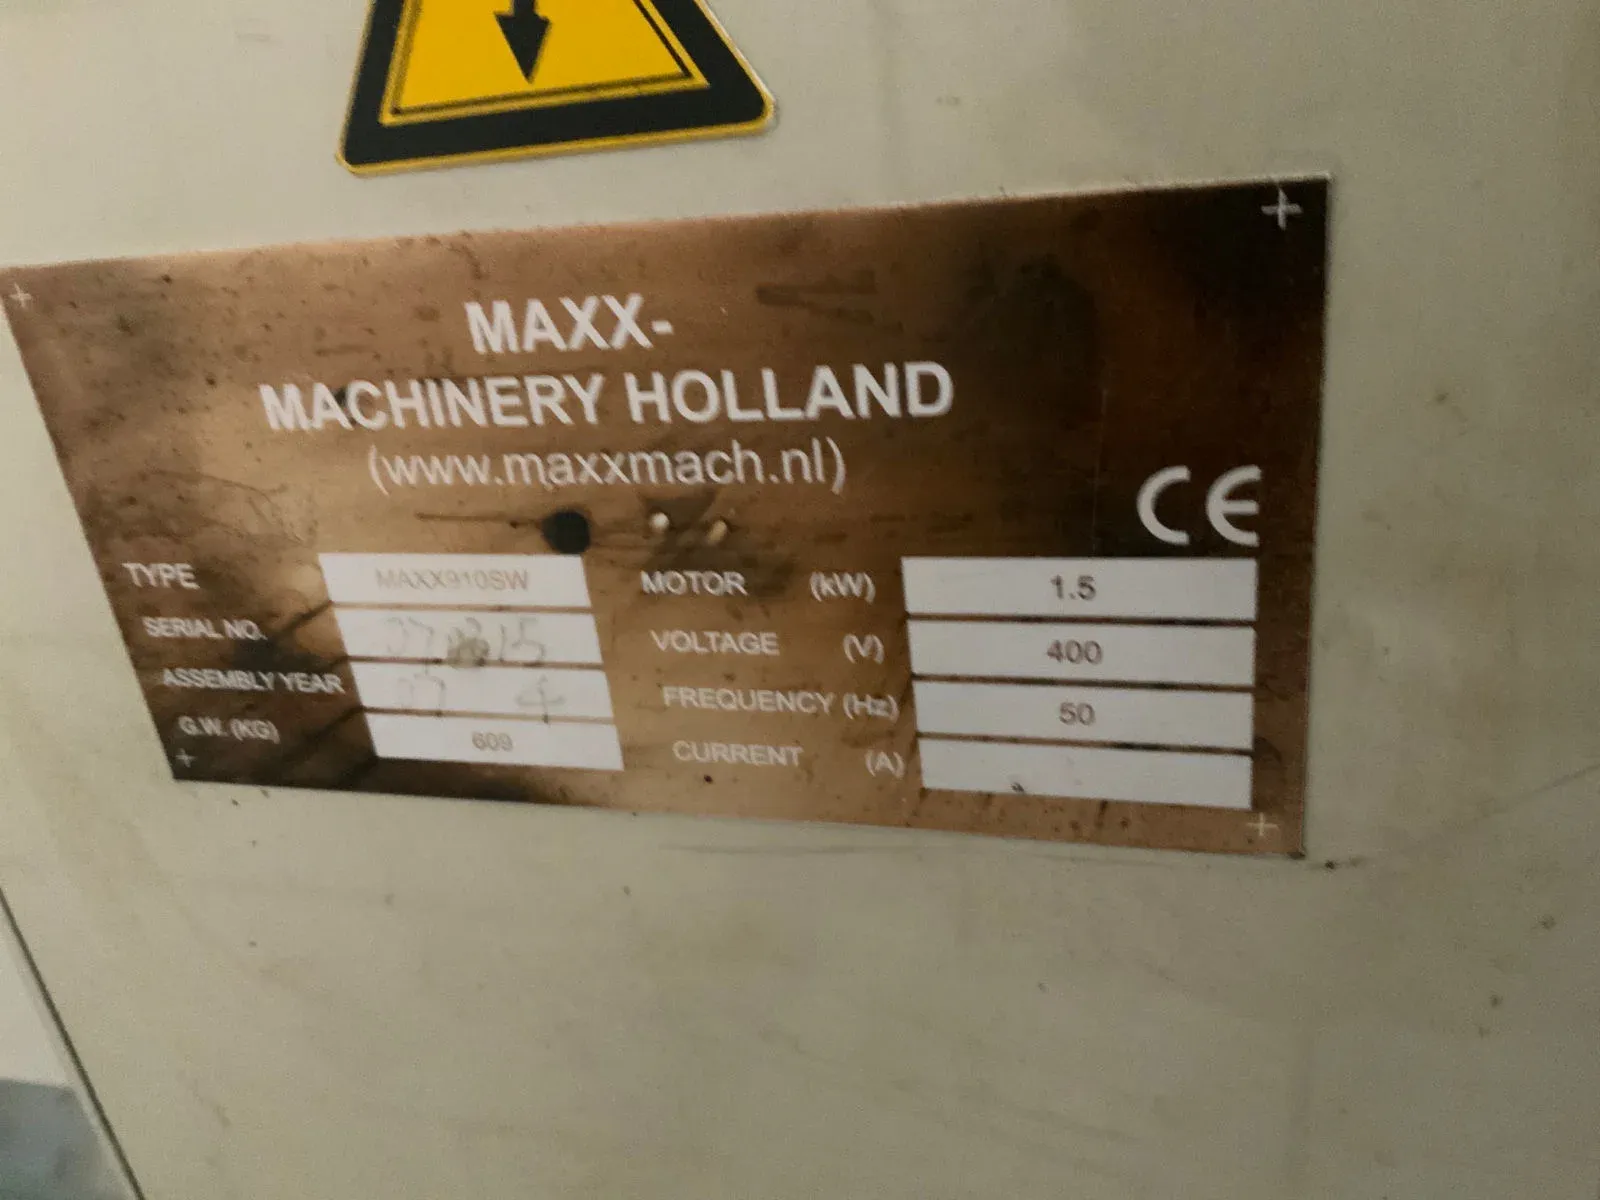 MAXX-
MACHINERY HOLLAND
(www.maxxmach.nl)
CE
TYPE MAXX910SW
SERIAL NO.
ASSEMBLY YEAR
G.W. (KG) 609
MOTOR (kW) 1.5
VOLTAGE (V) 400
FREQUENCY (Hz) 50
CURRENT (A)